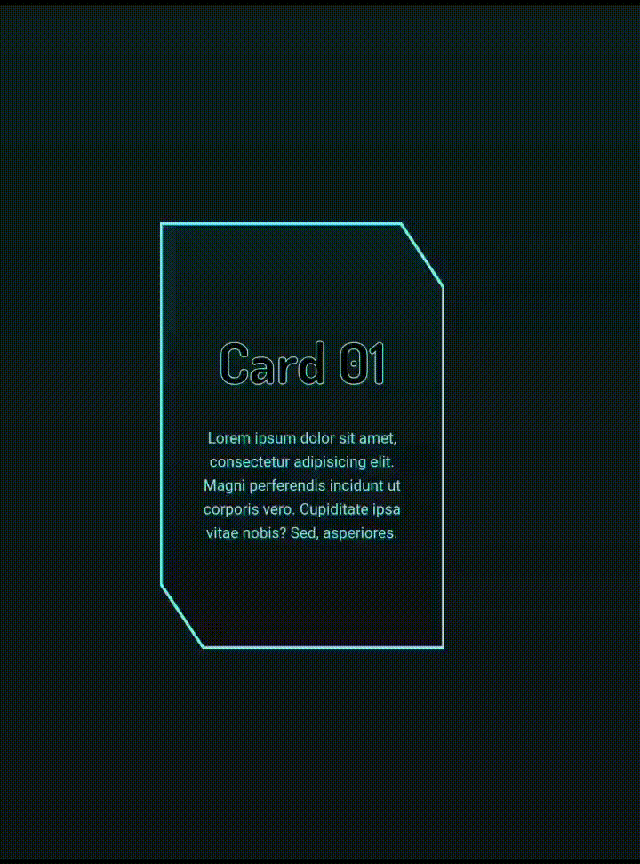 Card 01
Lorem ipsum dolor sit amet,
consectetur adipisicing elit.
Magni perferendis incidunt ut
corporis vero. Cupiditate ipsa
vitae nobis? Sed, asperiores.